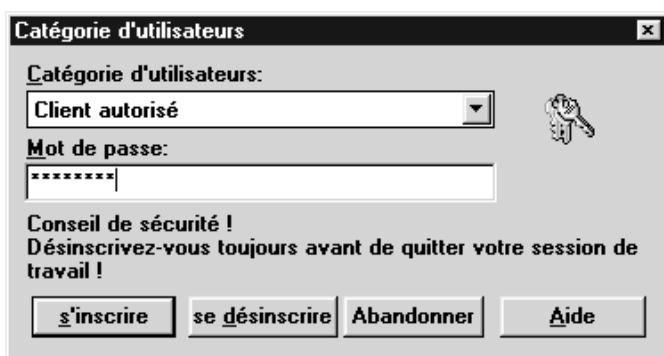 Catégorie d'utilisateurs
Catégorie d'utilisateurs:
Client autorisé
Mot de passe:
********
Conseil de sécurité !
Désinscrivez-vous toujours avant de quitter votre session de
travail !
s'inscrire se désinscrire Abandonner Aide